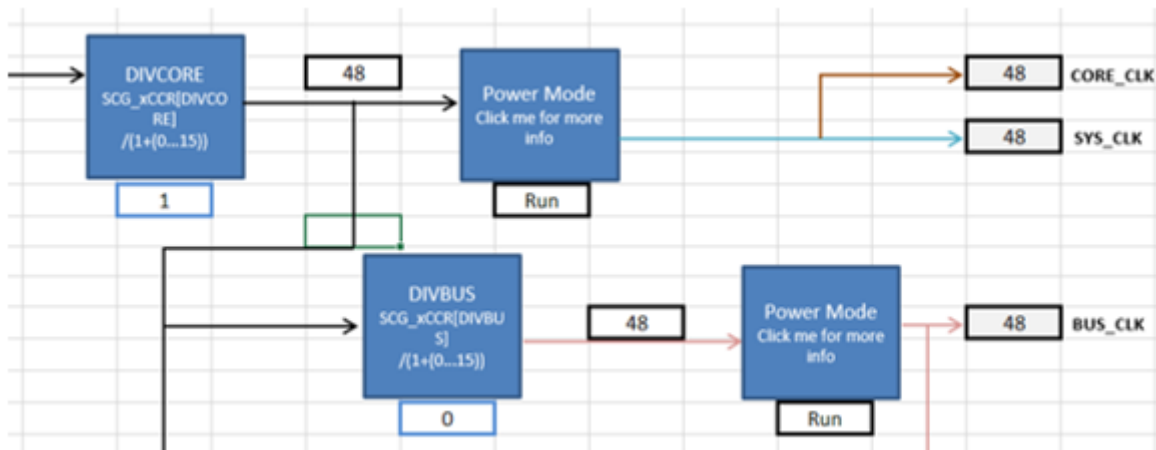 DIVCORE
SCG_xCCR[DIVCO
RE]
/(1+(0...15))
1
48
Power Mode
Click me for more
info
Run
48
CORE_CLK
48
SYS_CLK
DIVBUS
SCG_xCCR[DIVBU
S]
/(1+(0...15))
0
48
Power Mode
Click me for more
info
Run
48
BUS_CLK